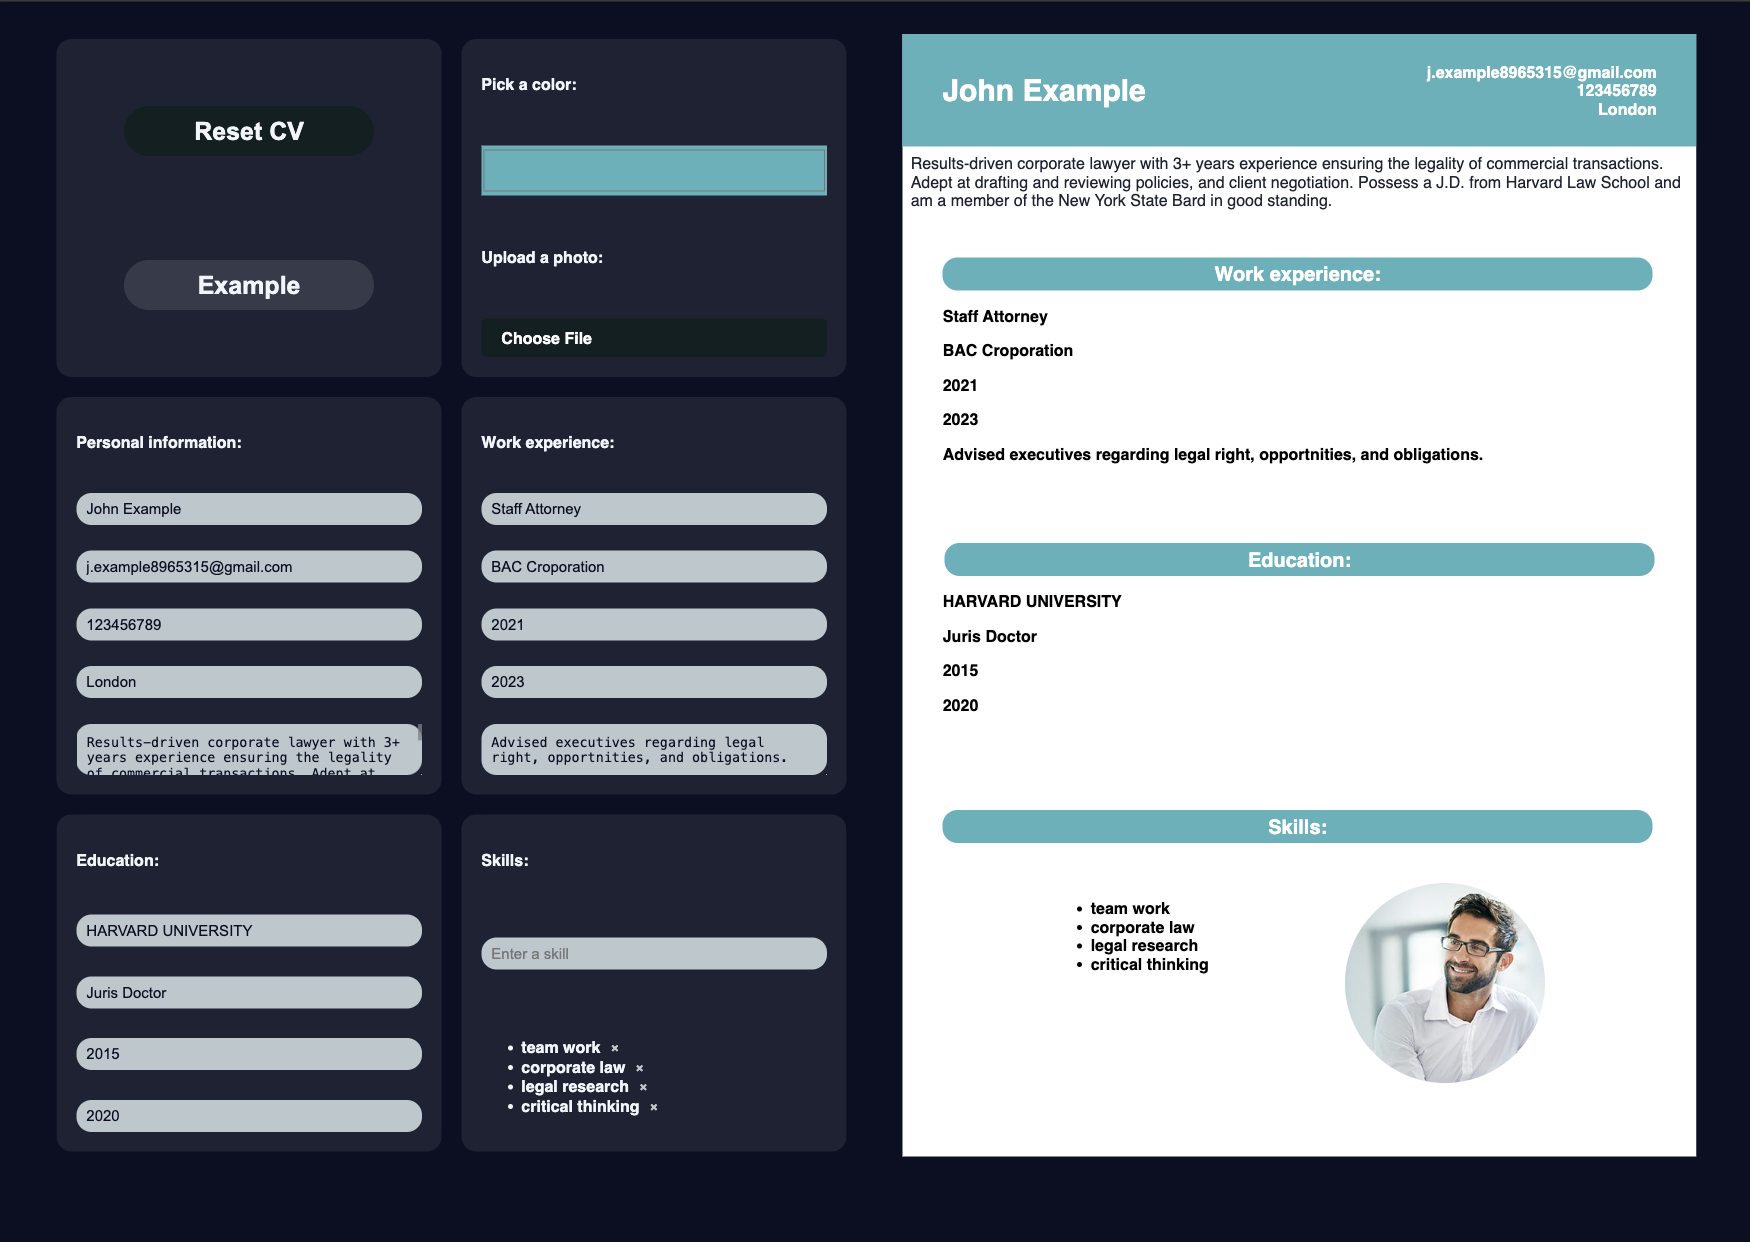 Reset CV
Example
Pick a color:
Upload a photo:
Choose File
Personal information:
John Example
j.example8965315@gmail.com
123456789
London
Results-driven corporate lawyer with 3+
years experience ensuring the legality
of commercial transactions. Adept at
Work experience:
Staff Attorney
BAC Croporation
2021
2023
Advised executives regarding legal
right, opportnities, and obligations.
Education:
HARVARD UNIVERSITY
Juris Doctor
2015
2020
Skills:
Enter a skill
• team work ×
• corporate law ×
• legal research ×
• critical thinking ×
John Example
j.example8965315@gmail.com
123456789
London
Results-driven corporate lawyer with 3+ years experience ensuring the legality of commercial transactions.
Adept at drafting and reviewing policies, and client negotiation. Possess a J.D. from Harvard Law School and
am a member of the New York State Bard in good standing.
Work experience:
Staff Attorney
BAC Croporation
2021
2023
Advised executives regarding legal right, opportnities, and obligations.
Education:
HARVARD UNIVERSITY
Juris Doctor
2015
2020
Skills:
• team work
• corporate law
• legal research
• critical thinking